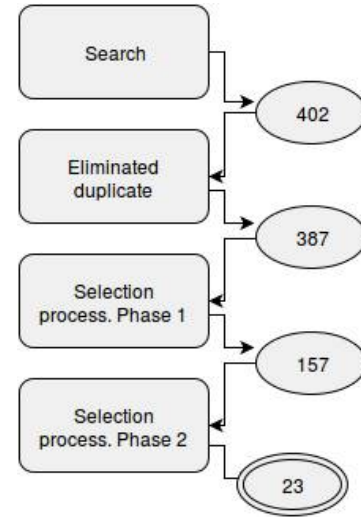 Search
402
Eliminated
duplicate
387
Selection
process. Phase 1
157
Selection
process. Phase 2
23